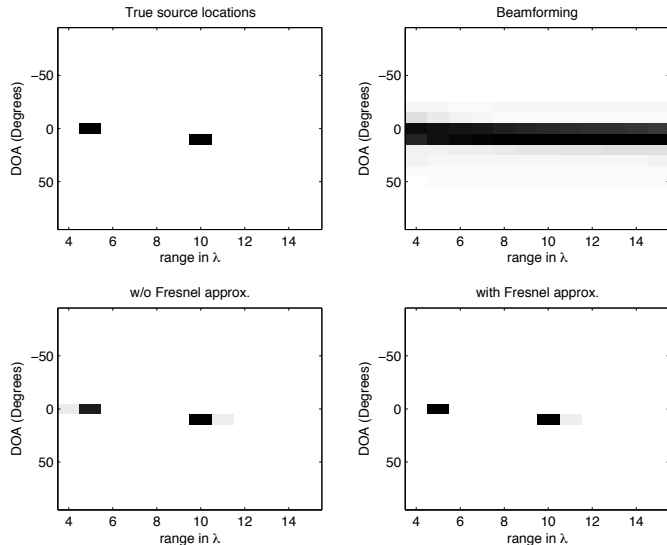 True source locations
DOA (Degrees)
−50
0
50
4 6 8 10 12 14
range in λ
Beamforming
DOA (Degrees)
−50
0
50
4 6 8 10 12 14
range in λ
w/o Fresnel approx.
DOA (Degrees)
−50
0
50
4 6 8 10 12 14
range in λ
with Fresnel approx.
DOA (Degrees)
−50
0
50
4 6 8 10 12 14
range in λ